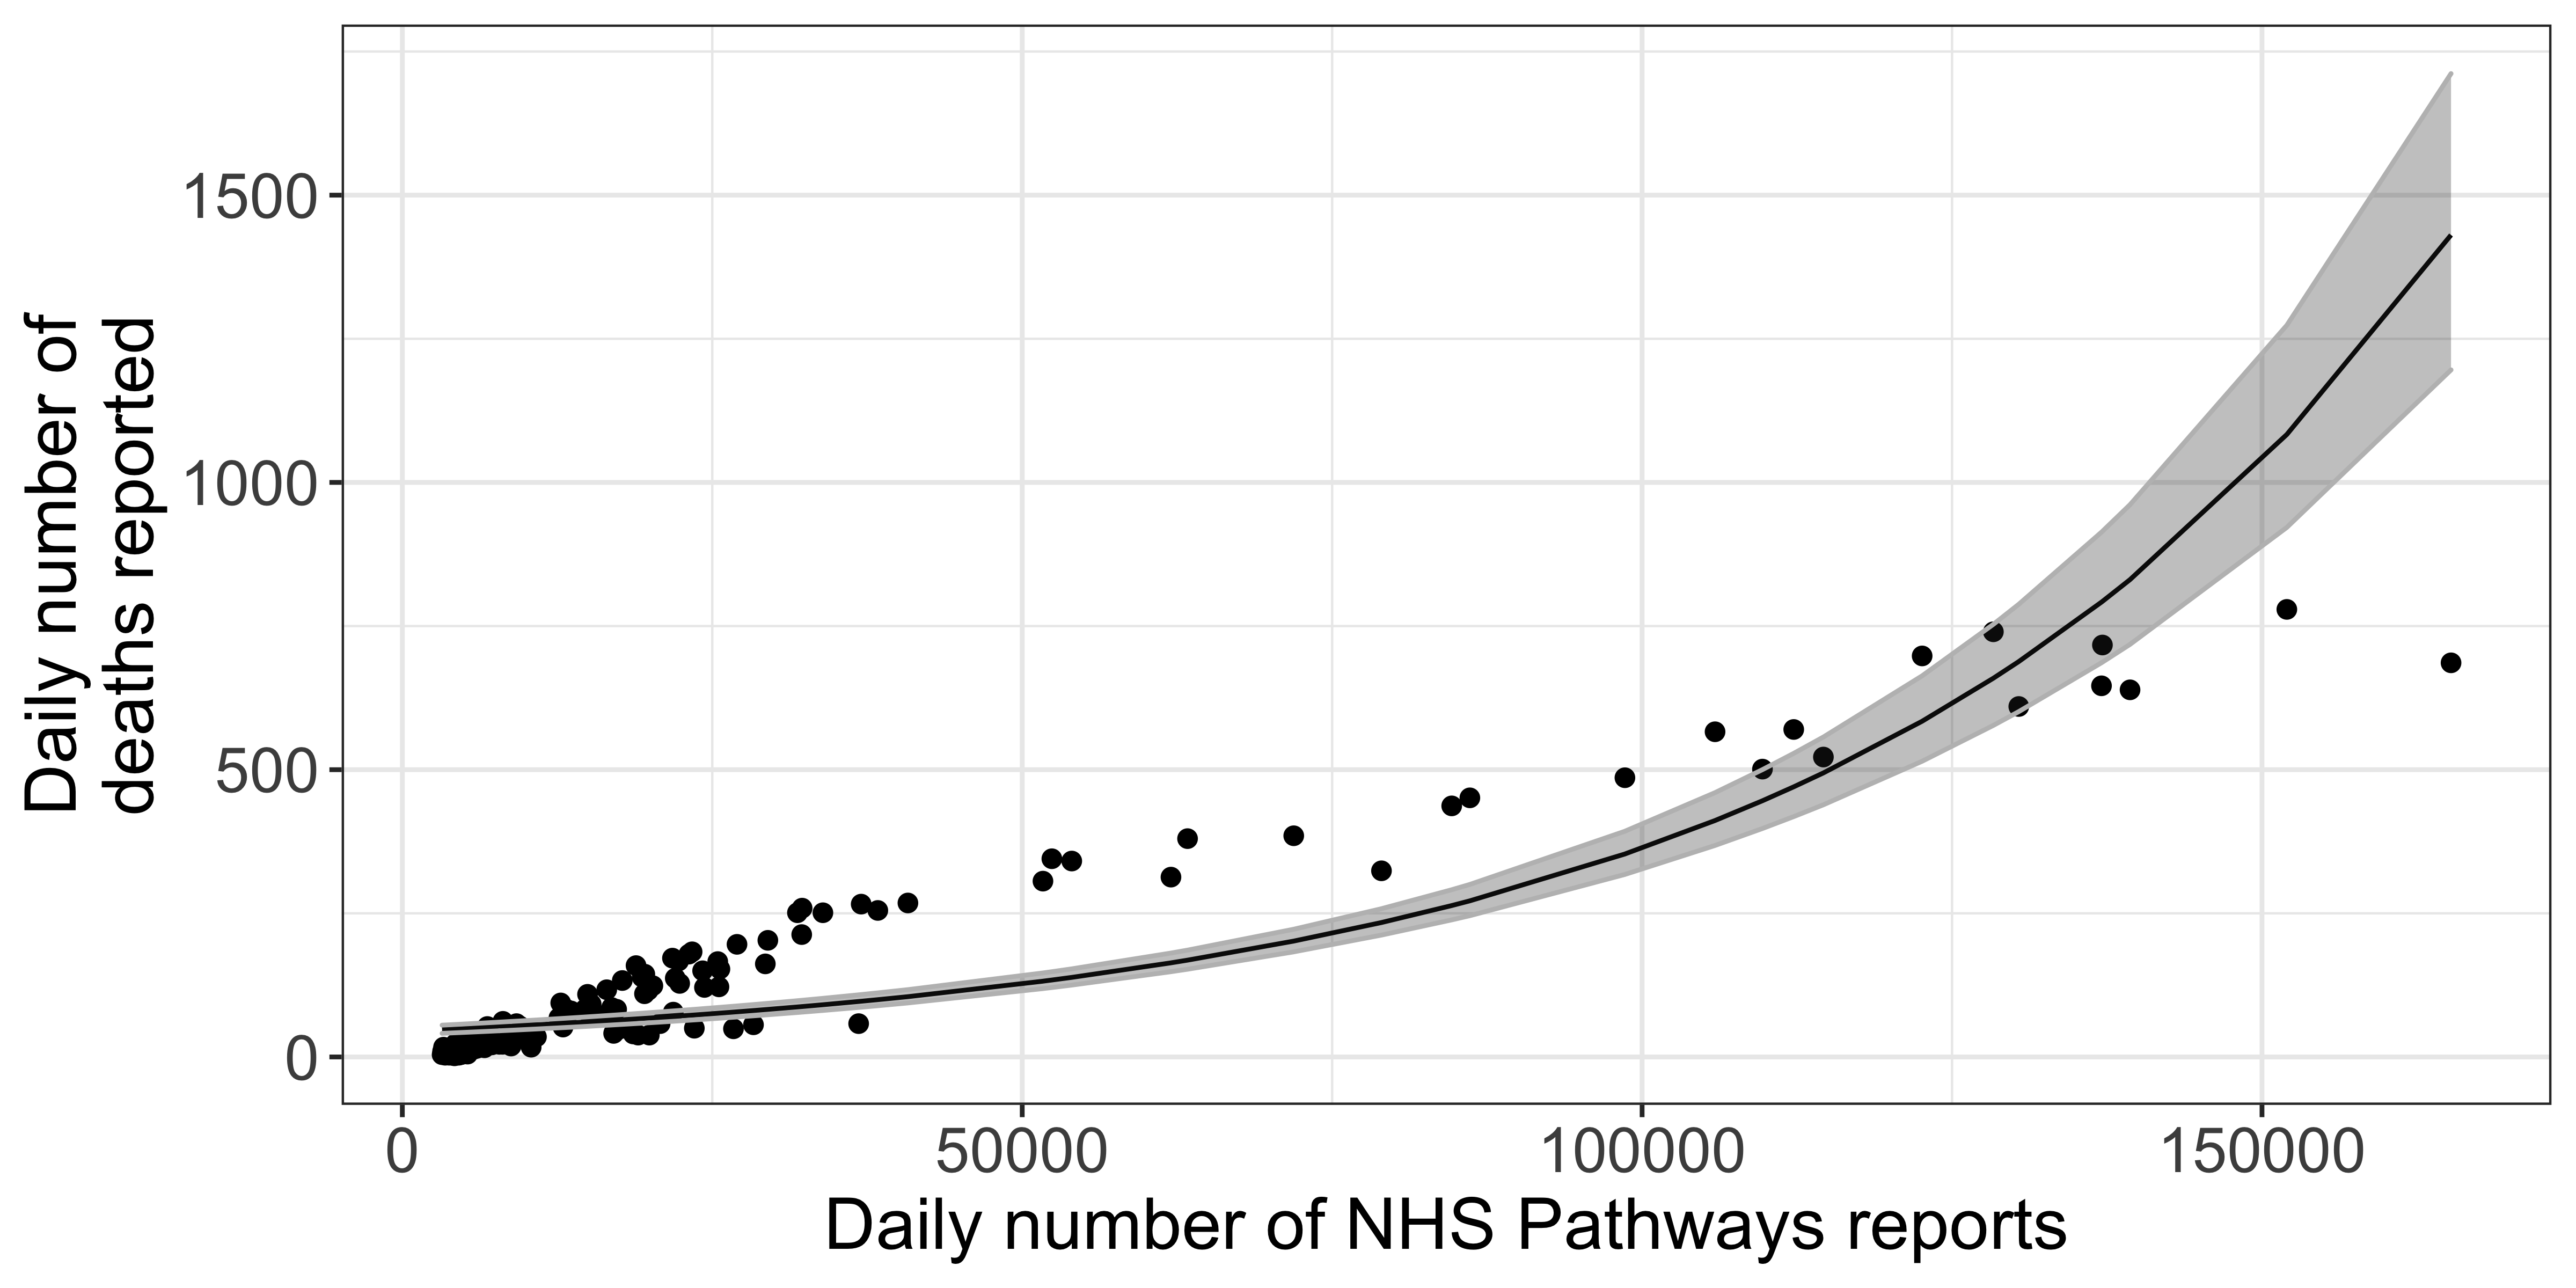 Daily number of
deaths reported
1500
1000
500
0
0
50000
100000
150000
Daily number of NHS Pathways reports